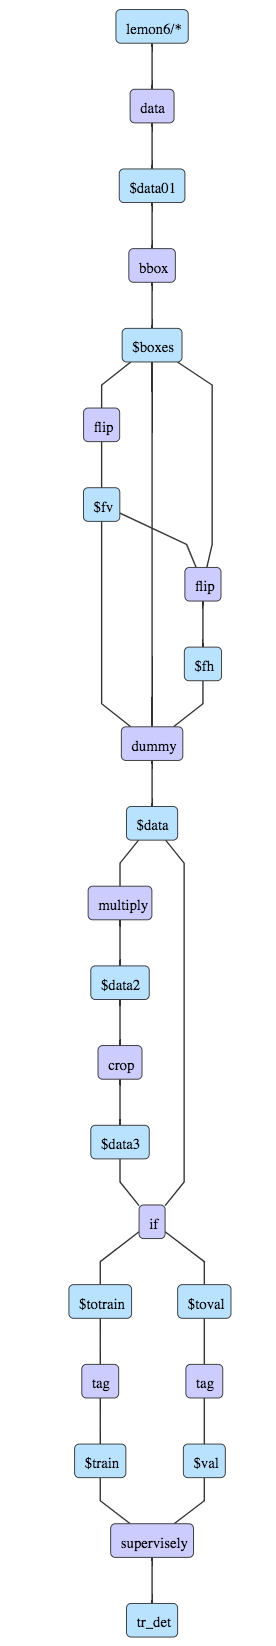 lemon6/*
data
$data01
bbox
$boxes
flip
$fv
flip
$fh
dummy
$data
multiply
$data2
crop
$data3
if
$totrain
$toval
tag
tag
$train
$val
supervisely
tr_det